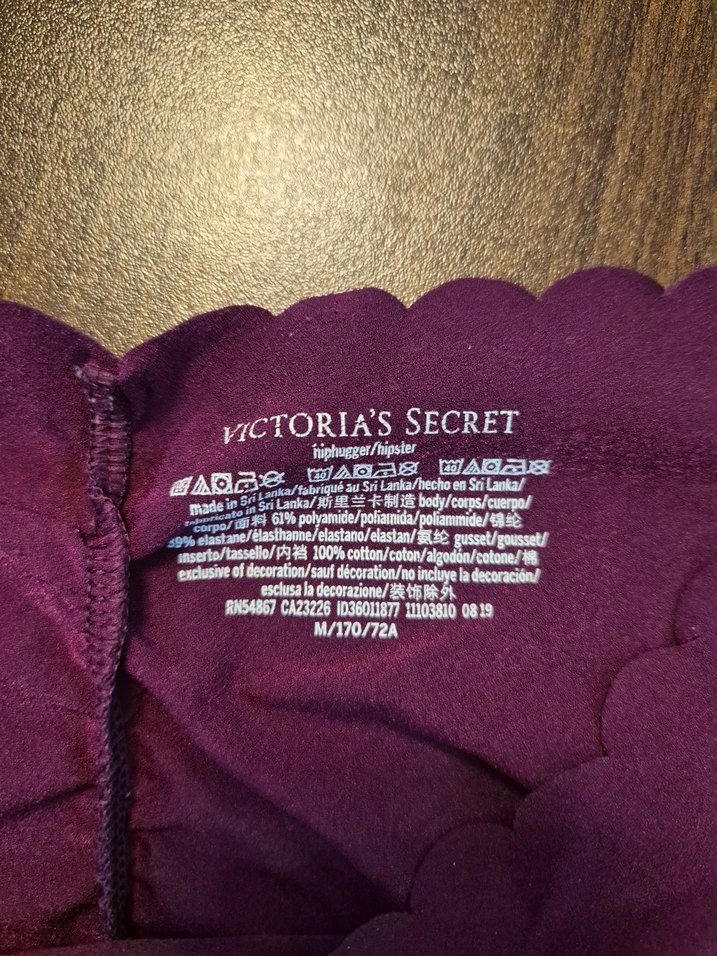 VICTORIA'S SECRET
hiphugger/hipster
40 40
made in Sri Lanka/fabriqué au Sri Lanka/hecho en Sri Lanka/
fabbricato in Sri Lanka/斯里兰卡制造 body/corps/cuerpo/
corpo/面料 61% polyamide/poliamida/poliammide/锦纶
39% elastane/élasthanne/elastano/elastan/氨纶 gusset/gousset/
inserto/tassello/内裆 100% cotton/coton/algodón/cotone/棉
exclusive of decoration/sauf décoration/no incluye la decoración/
esclusa la decorazione/装饰除外
RN54867 CA23226 ID36011877 11103810 08 19
M/170/72A